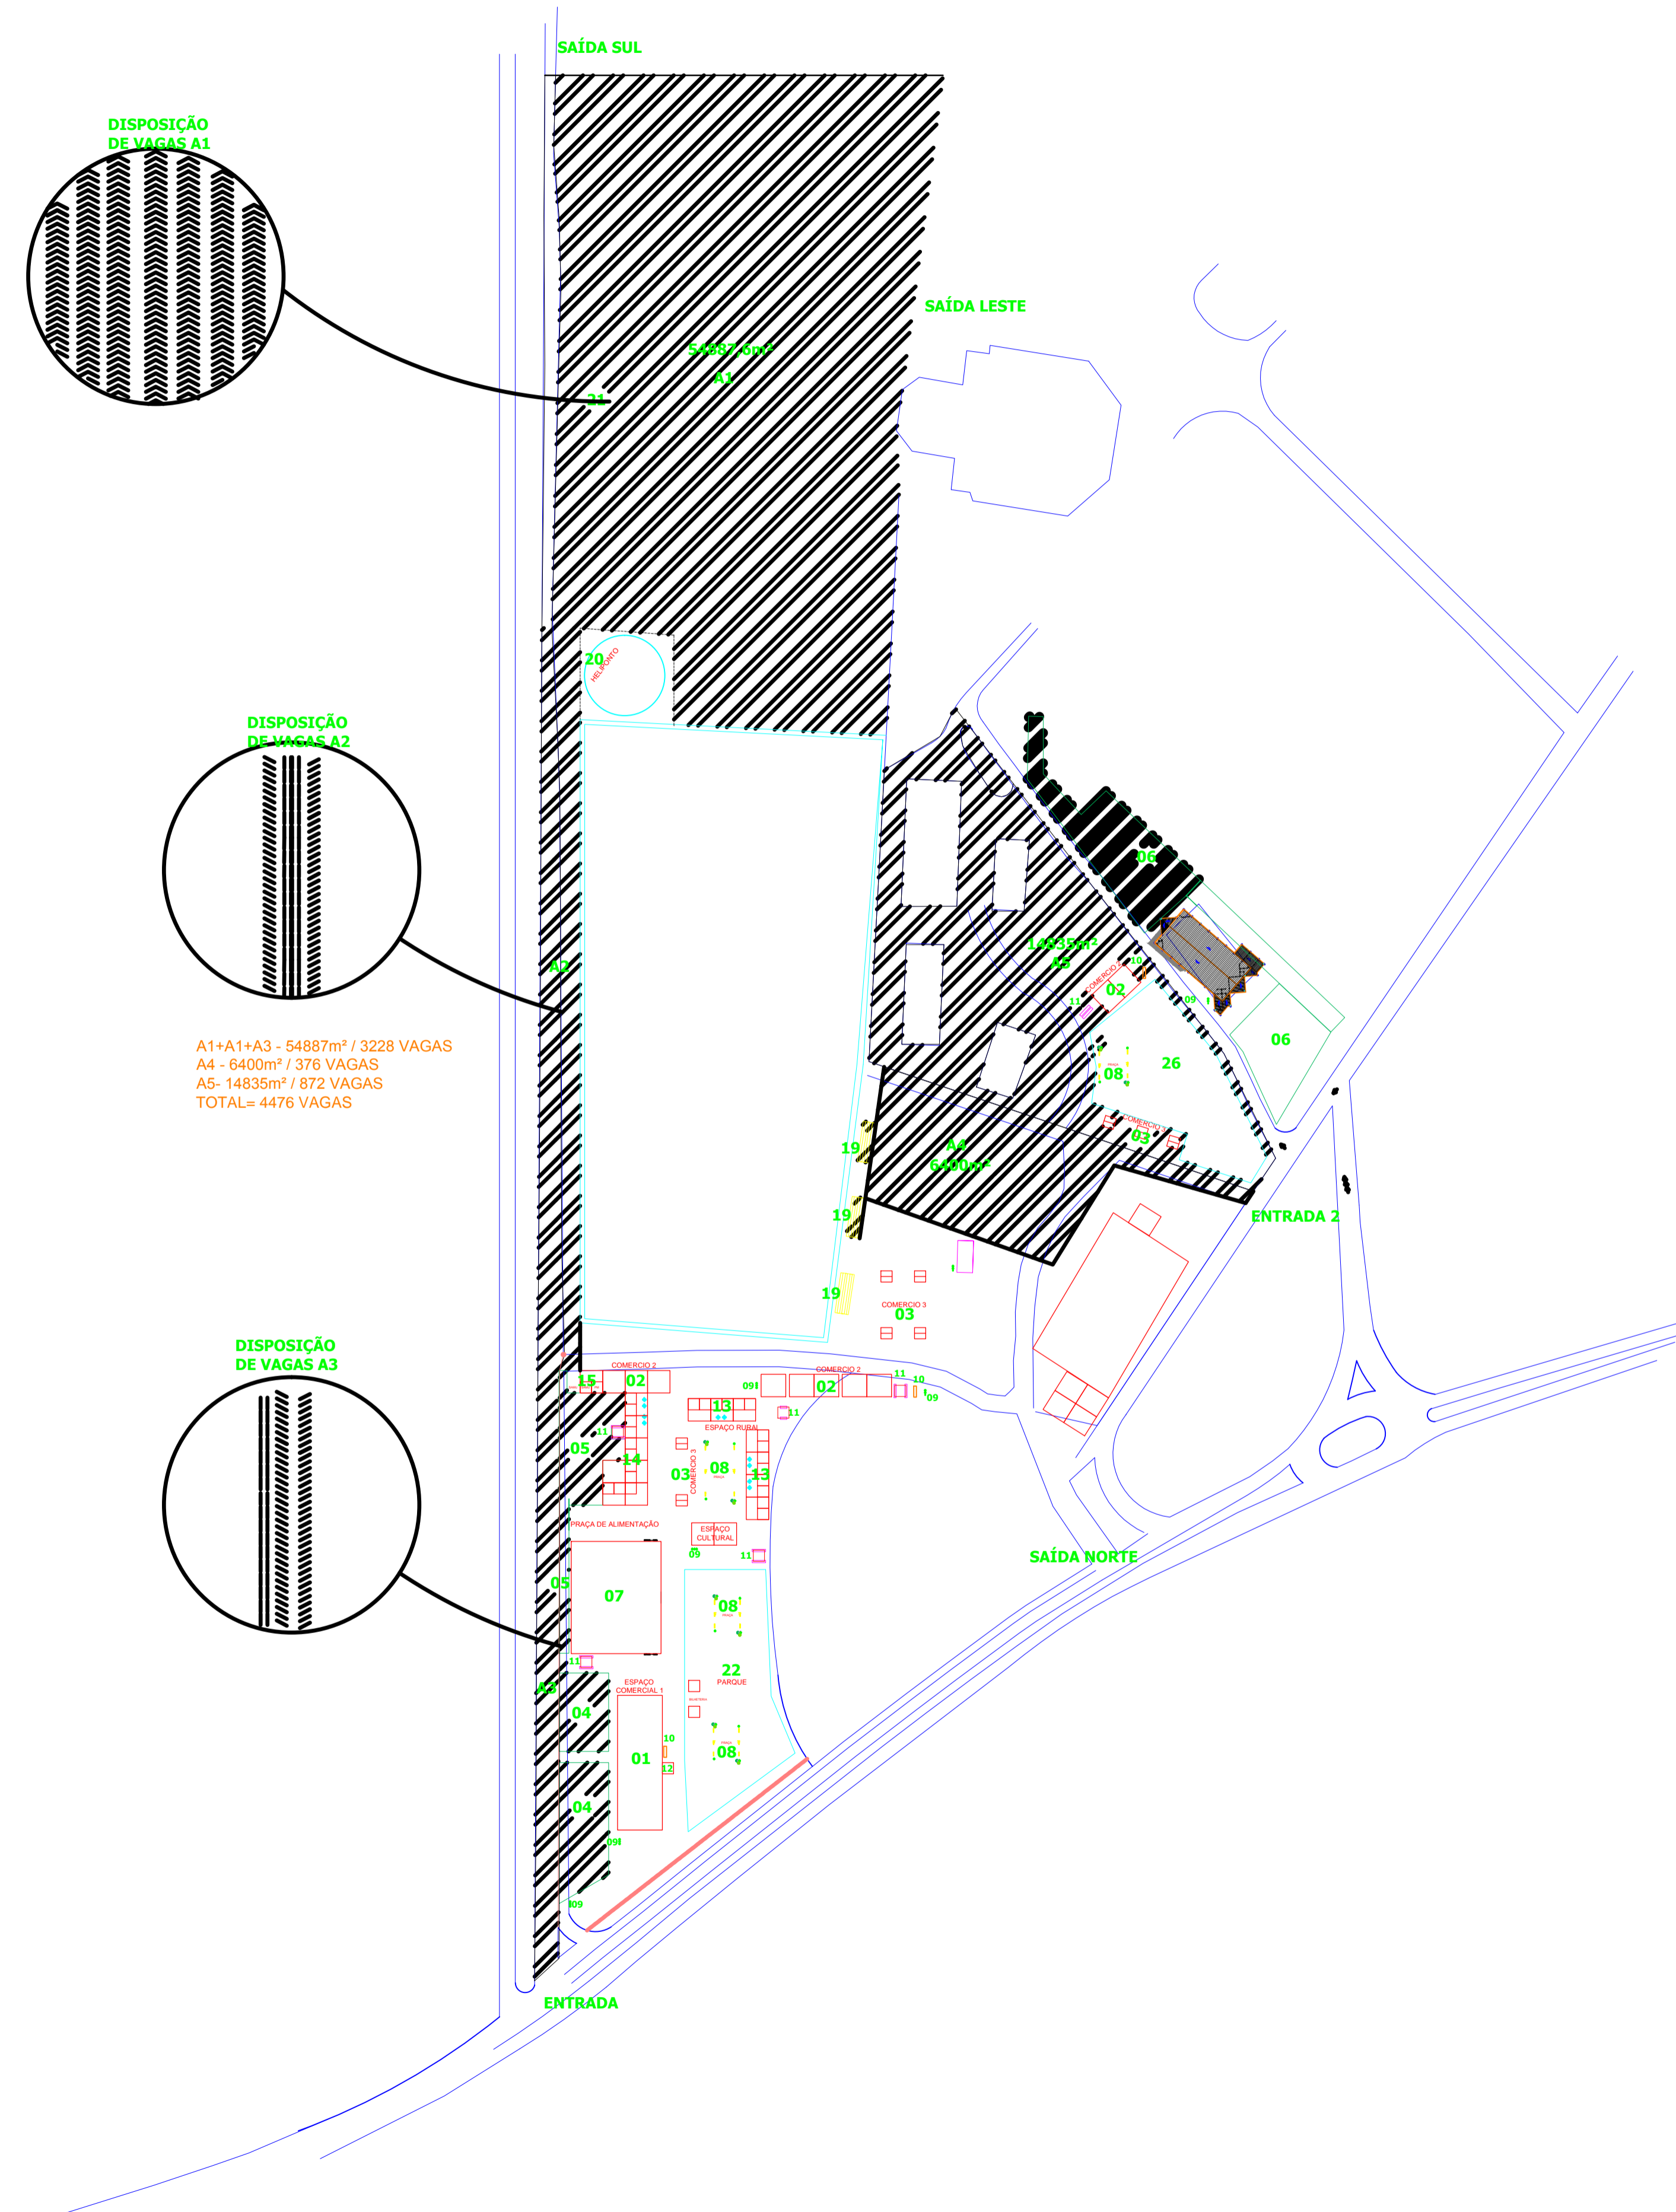 SAÍDA SUL
DISPOSIÇÃO
DE VAGAS A1
SAÍDA LESTE
54887,6m²
A1
21
20
HELIPONTO
DISPOSIÇÃO
DE VAGAS A2
A2
06
14835m²
A5
10
COMERCIO 2
02
11
09
06
26
08
COMERCIO 3
03
A1+A1+A3 - 54887m² / 3228 VAGAS
A4 - 6400m² / 376 VAGAS
A5- 14835m² / 872 VAGAS
TOTAL= 4476 VAGAS
19
A4
6400m²
19
ENTRADA 2
19
COMERCIO 3
03
DISPOSIÇÃO
DE VAGAS A3
COMERCIO 2
15
02
COMERCIO 2
09
02
11
10
09
13
11
ESPAÇO RURAL
11
05
14
03
COMERCIO 3
08
PRAÇA
13
PRAÇA DE ALIMENTAÇÃO
ESPAÇO
CULTURAL
09
11
SAÍDA NORTE
05
07
08
PRAÇA
11
22
PARQUE
A3
04
ESPAÇO
COMERCIAL 1
01
10
12
PRAÇA
08
04
09
09
ENTRADA